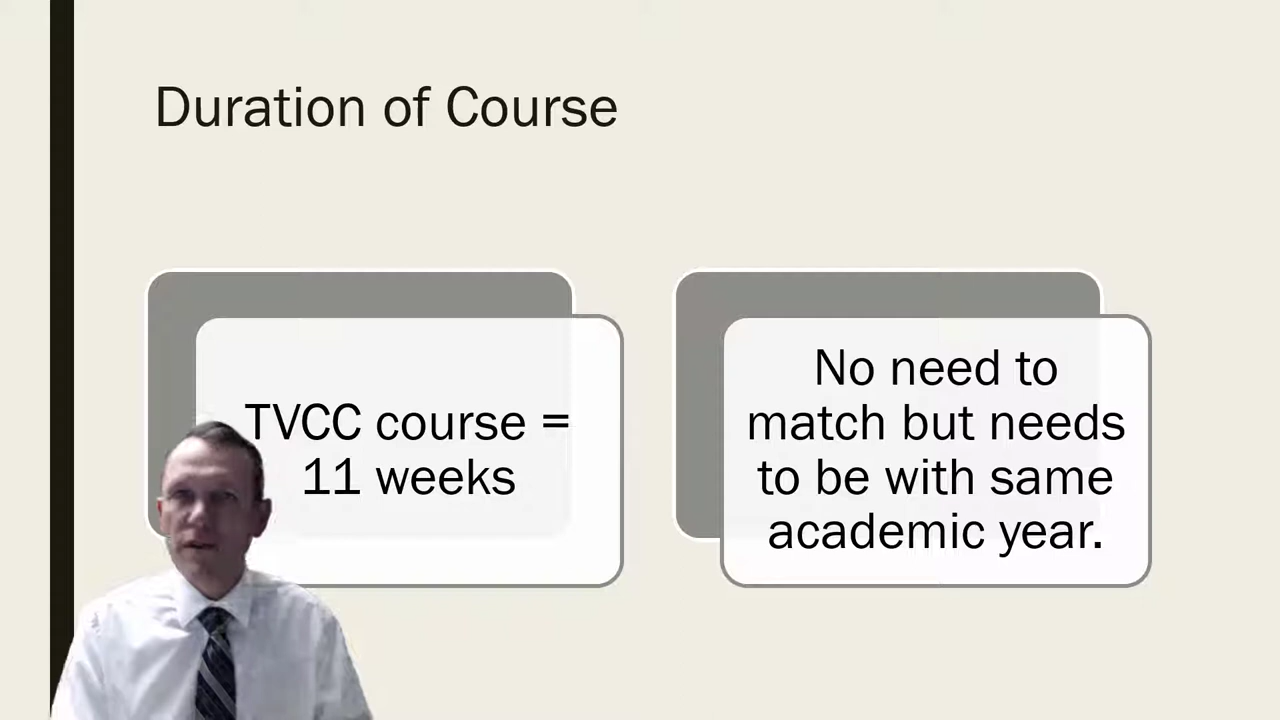 Duration of Course
TVCC course =
11 weeks
No need to
match but needs
to be with same
academic year.